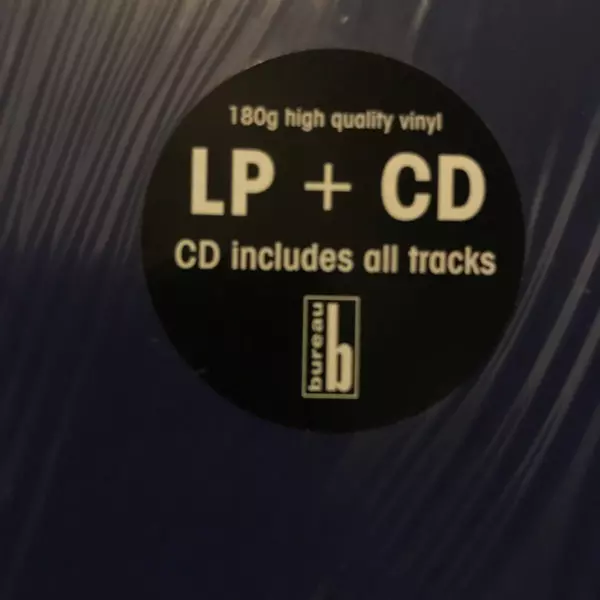 180g high quality vinyl
LP + CD
CD includes all tracks
bureau b